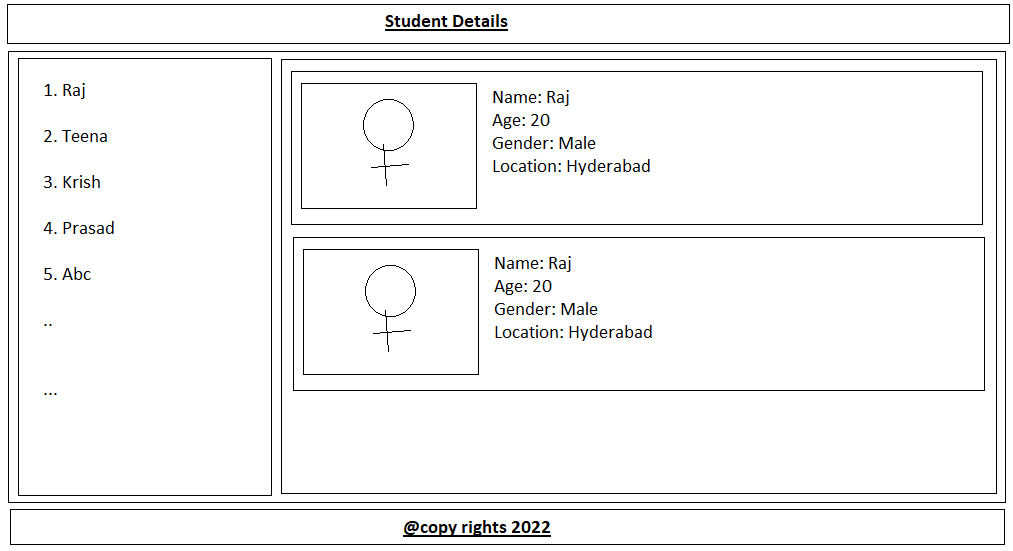 Student Details
1. Raj
2. Teena
3. Krish
4. Prasad
5. Abc
..
...
Name: Raj
Age: 20
Gender: Male
Location: Hyderabad
Name: Raj
Age: 20
Gender: Male
Location: Hyderabad
@copy rights 2022